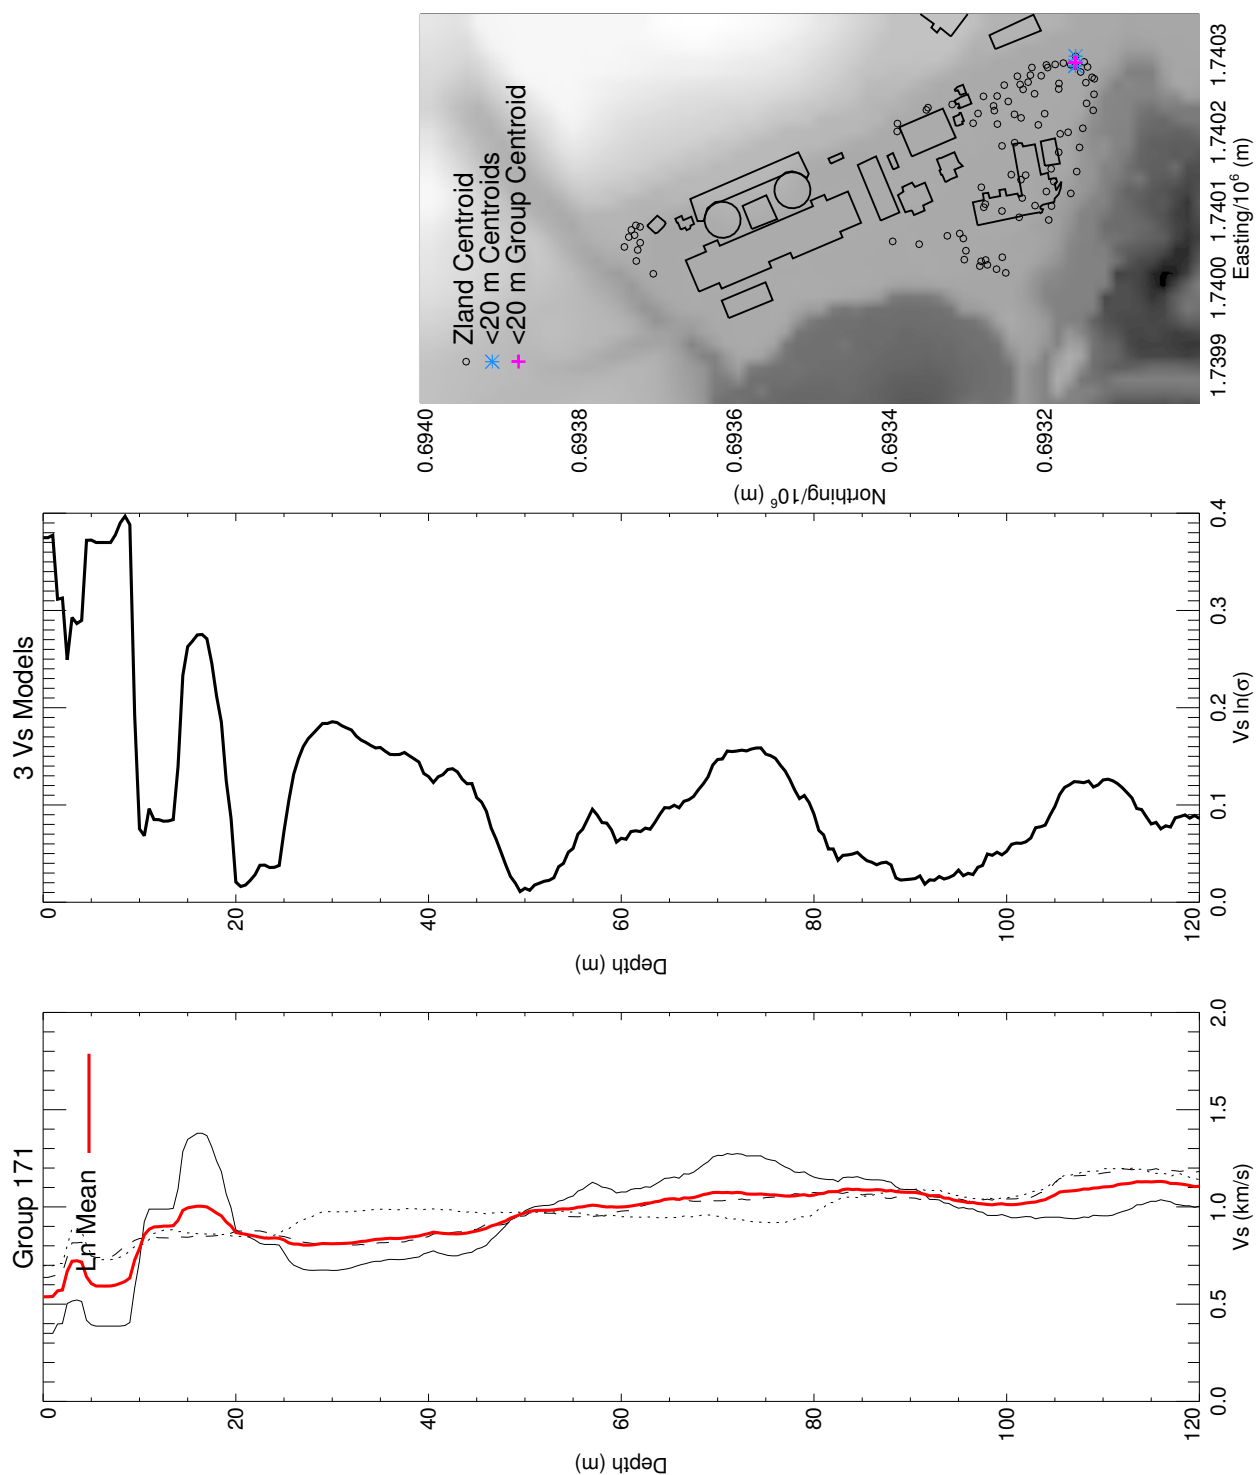 Group 171
Ln Mean
0
20
40
60
80
100
120
Depth (m)
0.0
0.5
1.0
1.5
2.0
Vs (km/s)
3 Vs Models
0
20
40
60
80
100
120
Depth (m)
0.0
0.1
0.2
0.3
0.4
Vs ln(σ)
Zland Centroid
<20 m Centroids
<20 m Group Centroid
0.6940
0.6938
0.6936
0.6934
0.6932
Northing/10⁶ (m)
1.7399
1.7400
1.7401
1.7402
1.7403
Easting/10⁶ (m)